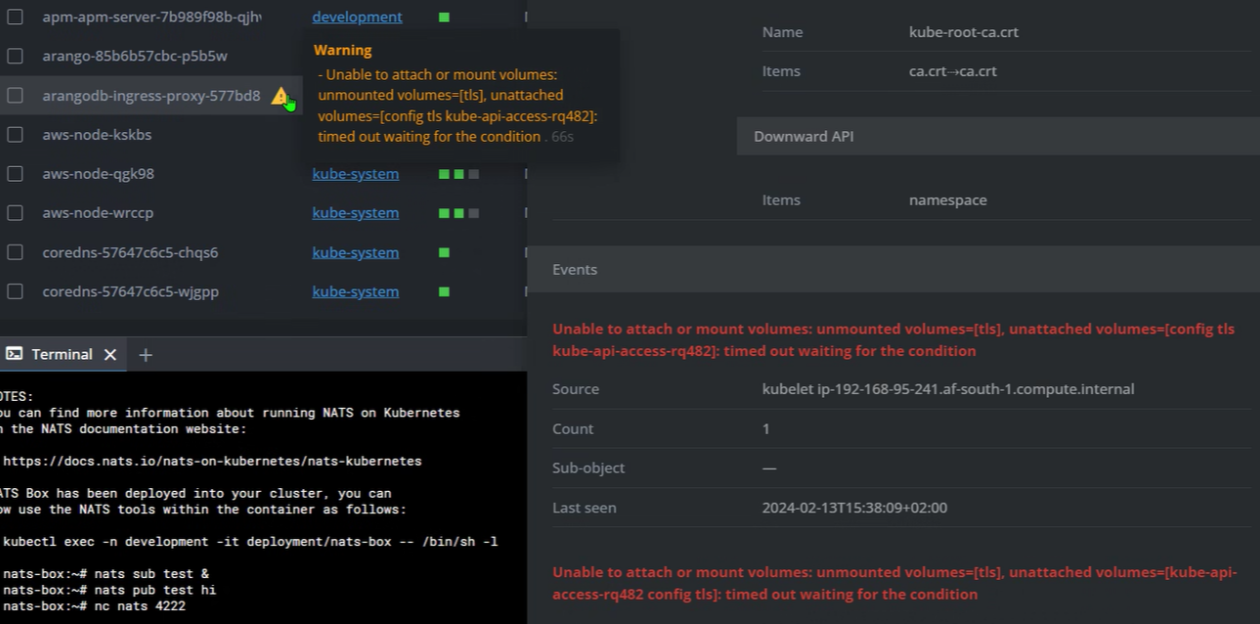 apm-apm-server-7b989f98b-qjhv
development
Warning
arango-85b6b57cbc-p5b5w
- Unable to attach or mount volumes:
unmounted volumes=[tls], unattached
volumes=[config tls kube-api-access-rq482]:
timed out waiting for the condition . 66s
arangodb-ingress-proxy-577bd8
aws-node-kskbs
aws-node-qgk98
kube-system
aws-node-wrccp
kube-system
coredns-57647c6c5-chqs6
kube-system
coredns-57647c6c5-wjgpp
kube-system
Terminal
OTES:
ou can find more information about running NATS on Kubernetes
n the NATS documentation website:
https://docs.nats.io/nats-on-kubernetes/nats-kubernetes
ATS Box has been deployed into your cluster, you can
ow use the NATS tools within the container as follows:
kubectl exec -n development -it deployment/nats-box -- /bin/sh -l
nats-box:~# nats sub test &
nats-box:~# nats pub test hi
nats-box:~# nc nats 4222
Name kube-root-ca.crt
Items ca.crt→ca.crt
Downward API
Items namespace
Events
Unable to attach or mount volumes: unmounted volumes=[tls], unattached volumes=[config tls
kube-api-access-rq482]: timed out waiting for the condition
Source kubelet ip-192-168-95-241.af-south-1.compute.internal
Count 1
Sub-object —
Last seen 2024-02-13T15:38:09+02:00
Unable to attach or mount volumes: unmounted volumes=[tls], unattached volumes=[kube-api-
access-rq482 config tls]: timed out waiting for the condition